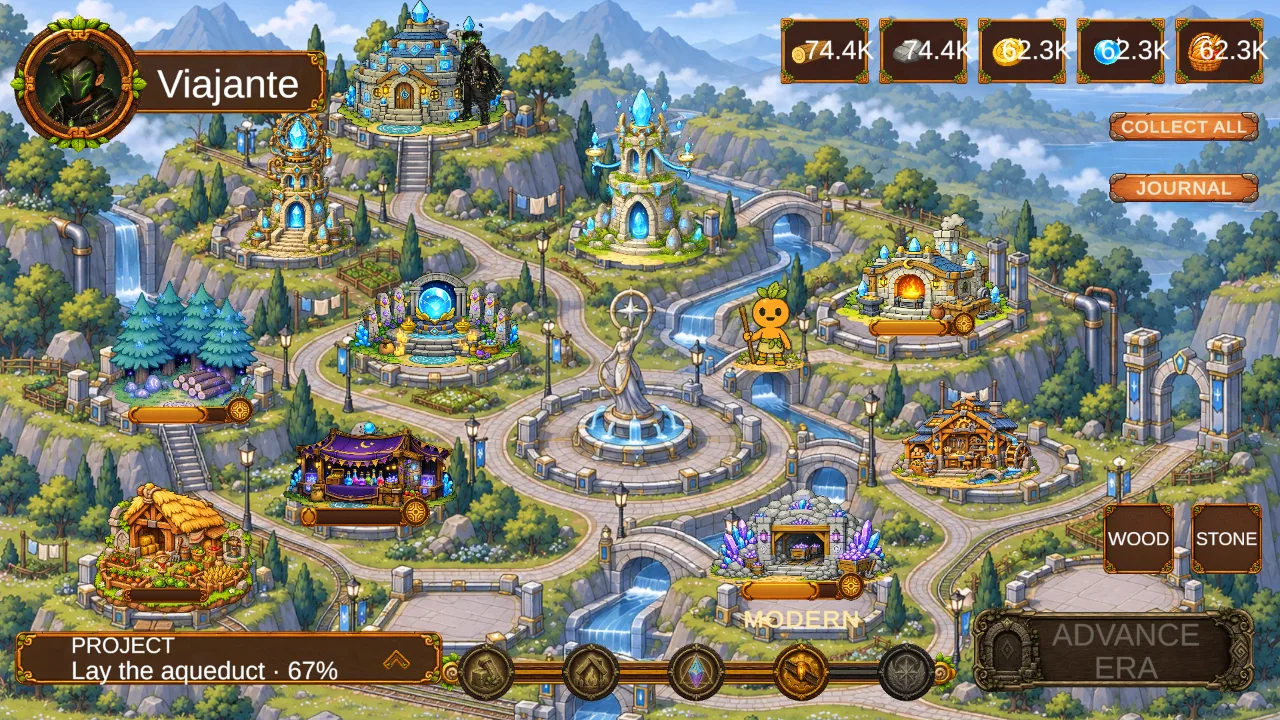 Viajante
74.4K
74.4K
62.3K
62.3K
62.3K
COLLECT ALL
JOURNAL
WOOD
STONE
MODERN
PROJECT
Lay the aqueduct · 67%
ADVANCE
ERA